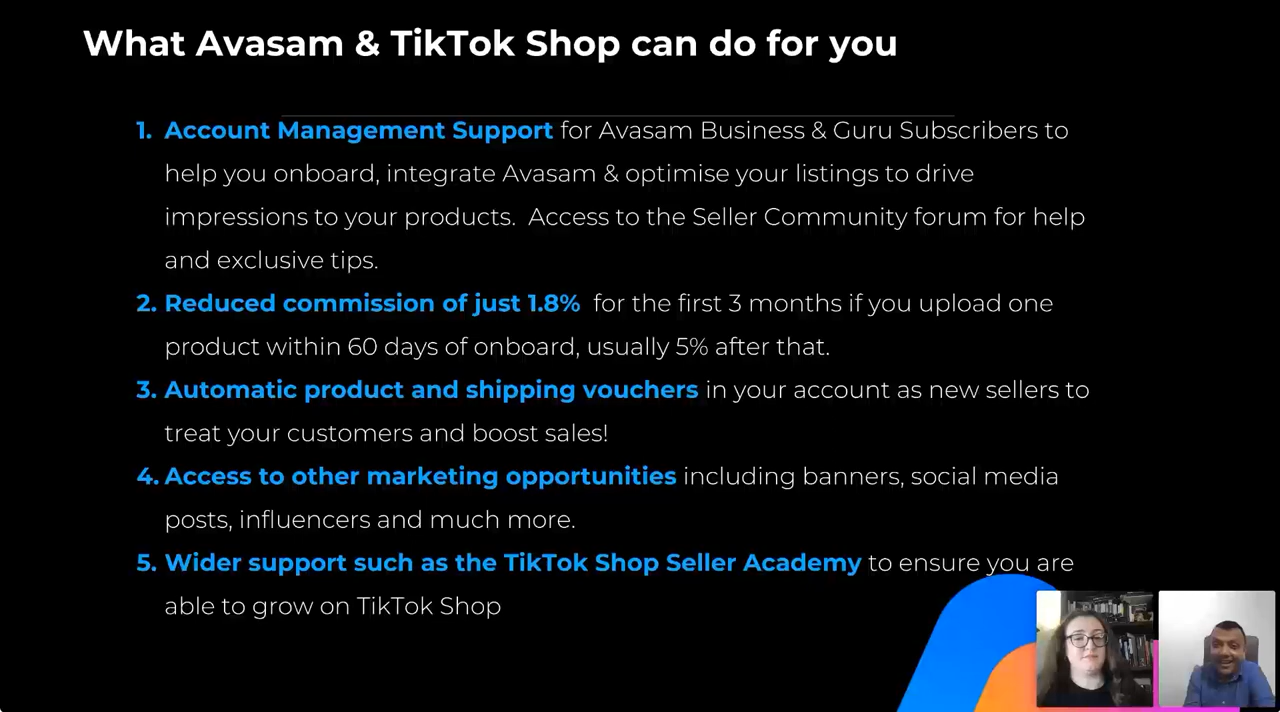 What Avasam & TikTok Shop can do for you
1. Account Management Support for Avasam Business & Guru Subscribers to
help you onboard, integrate Avasam & optimise your listings to drive
impressions to your products.  Access to the Seller Community forum for help
and exclusive tips.
2. Reduced commission of just 1.8%  for the first 3 months if you upload one
product within 60 days of onboard, usually 5% after that.
3. Automatic product and shipping vouchers in your account as new sellers to
treat your customers and boost sales!
4. Access to other marketing opportunities including banners, social media
posts, influencers and much more.
5. Wider support such as the TikTok Shop Seller Academy to ensure you are
able to grow on TikTok Shop